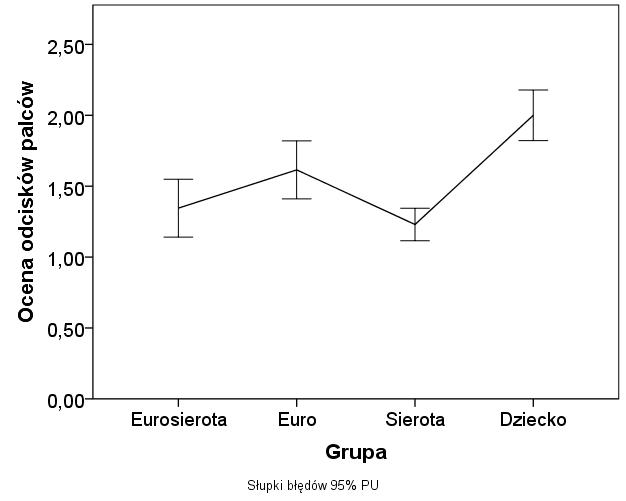 2,50
2,00
1,50
1,00
0,50
0,00
Ocena odcisków palców
Eurosierota Euro Sierota Dziecko
Grupa
Słupki błędów 95% PU